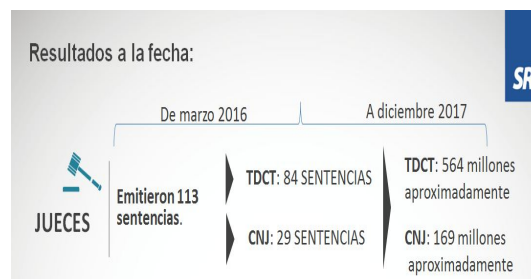 Resultados a la fecha:
SR
De marzo 2016
A diciembre 2017
JUECES
Emitieron 113
sentencias.
TDCT: 84 SENTENCIAS
CNJ: 29 SENTENCIAS
TDCT: 564 millones
aproximadamente
CNJ: 169 millones
aproximadamente